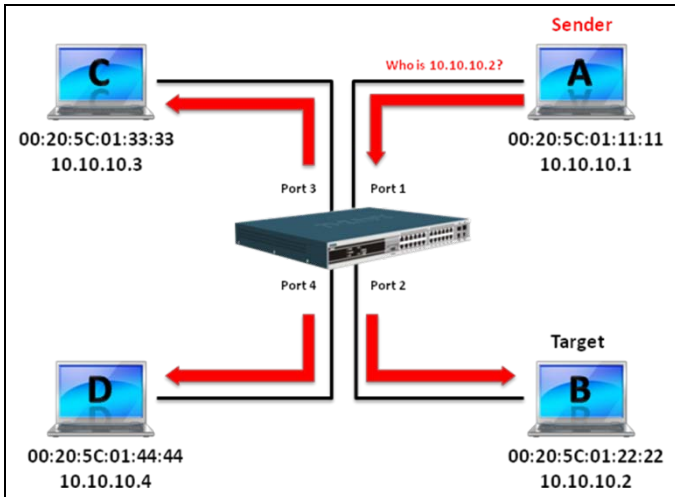 Sender
Who is 10.10.10.2?
C
A
00:20:5C:01:33:33
10.10.10.3
00:20:5C:01:11:11
10.10.10.1
Port 3
Port 1
Port 4
Port 2
Target
D
B
00:20:5C:01:44:44
10.10.10.4
00:20:5C:01:22:22
10.10.10.2